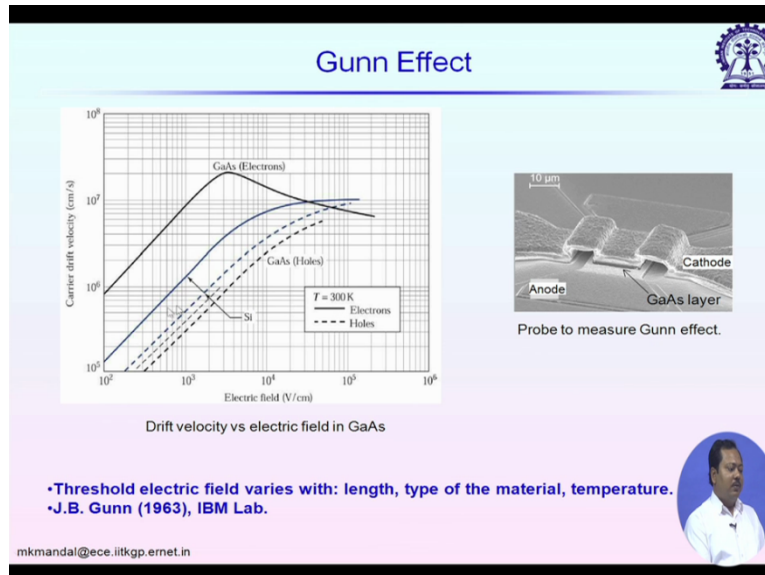 Gunn Effect
10⁸
10⁷
10⁶
10⁵
Carrier drift velocity (cm/s)
GaAs (Electrons)
GaAs (Holes)
Si
T = 300 K
Electrons
Holes
10² 10³ 10⁴ 10⁵ 10⁶
Electric field (V/cm)
Drift velocity vs electric field in GaAs
10 µm
Cathode
Anode
GaAs layer
Probe to measure Gunn effect.
•Threshold electric field varies with: length, type of the material, temperature.
•J.B. Gunn (1963), IBM Lab.
mkmandal@ece.iitkgp.ernet.in